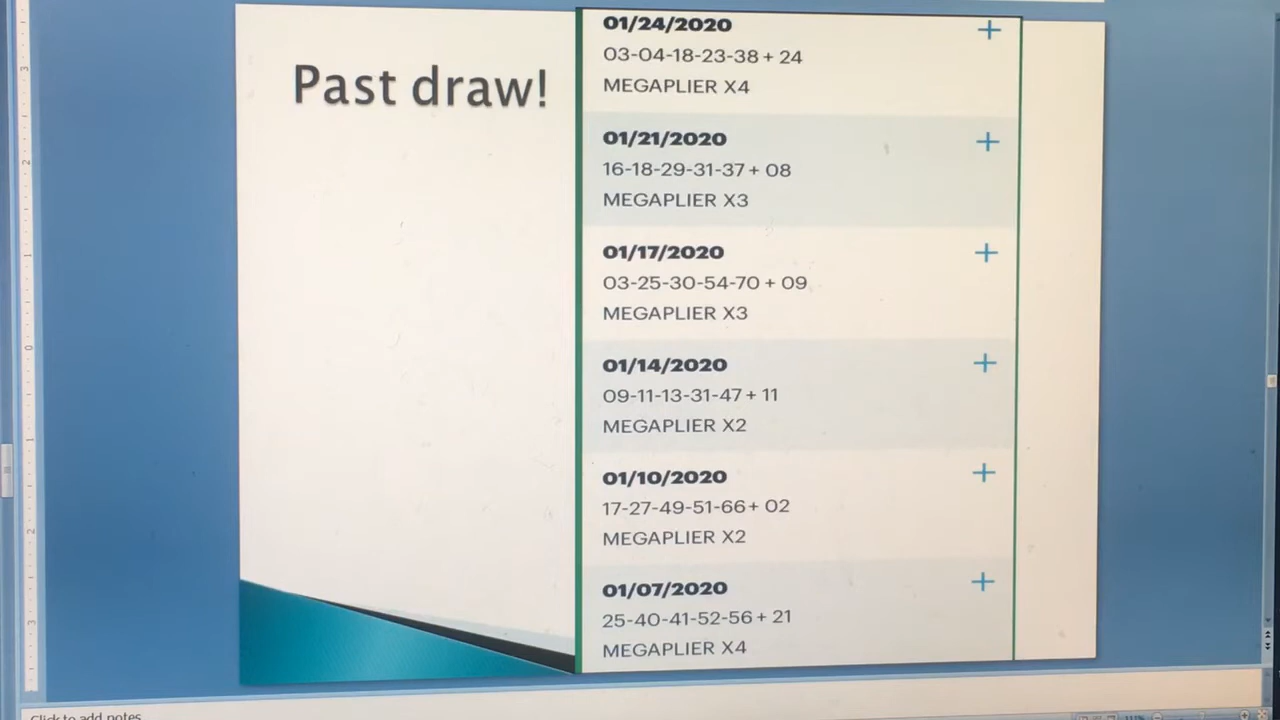 Past draw!
01/24/2020
03-04-18-23-38 + 24
MEGAPLIER X4
01/21/2020
16-18-29-31-37 + 08
MEGAPLIER X3
01/17/2020
03-25-30-54-70 + 09
MEGAPLIER X3
01/14/2020
09-11-13-31-47 + 11
MEGAPLIER X2
01/10/2020
17-27-49-51-66 + 02
MEGAPLIER X2
01/07/2020
25-40-41-52-56 + 21
MEGAPLIER X4
Click to add notes